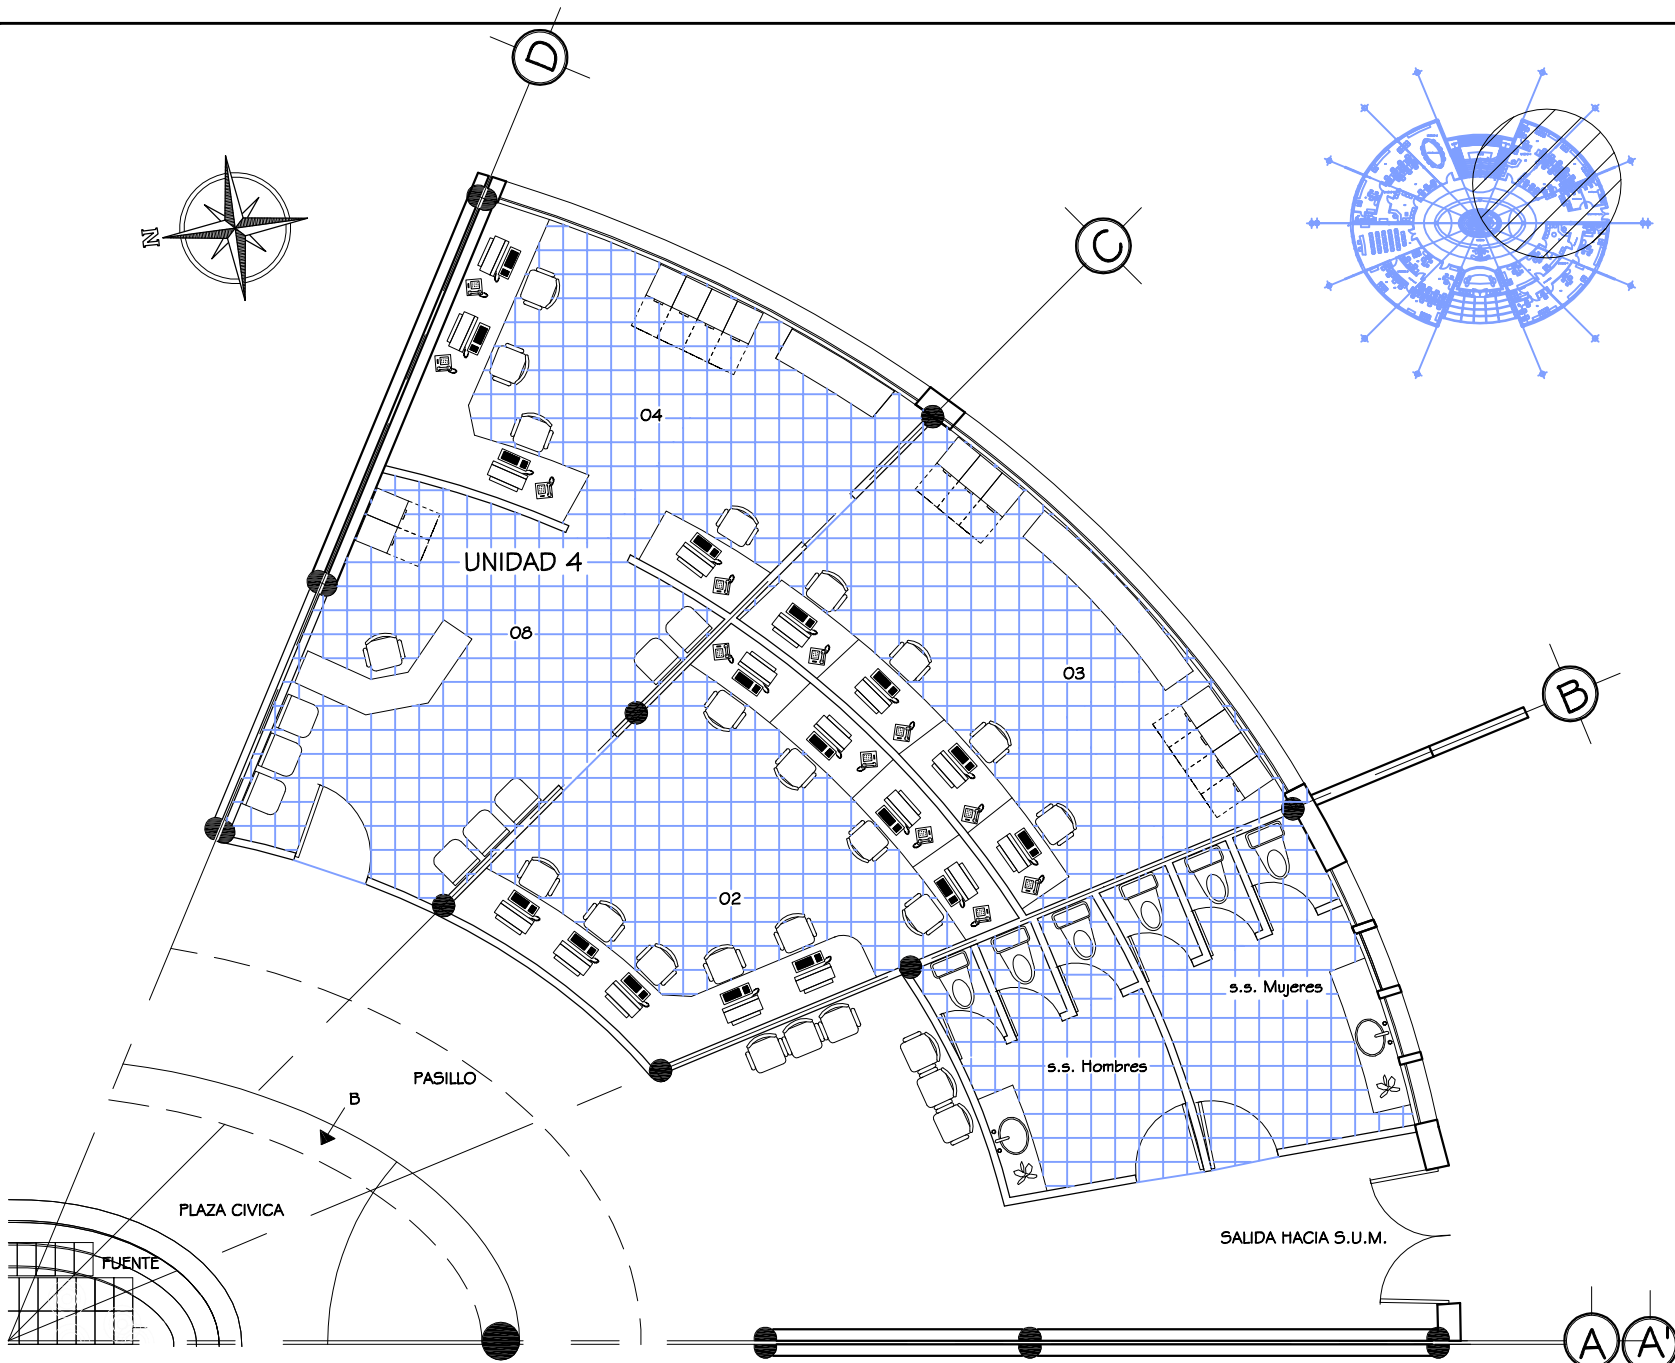 D
C
N
04
UNIDAD 4
08
03
B
02
s.s. Mujeres
s.s. Hombres
PASILLO
B
PLAZA CIVICA
SALIDA HACIA S.U.M.
FUENTE
A
A'